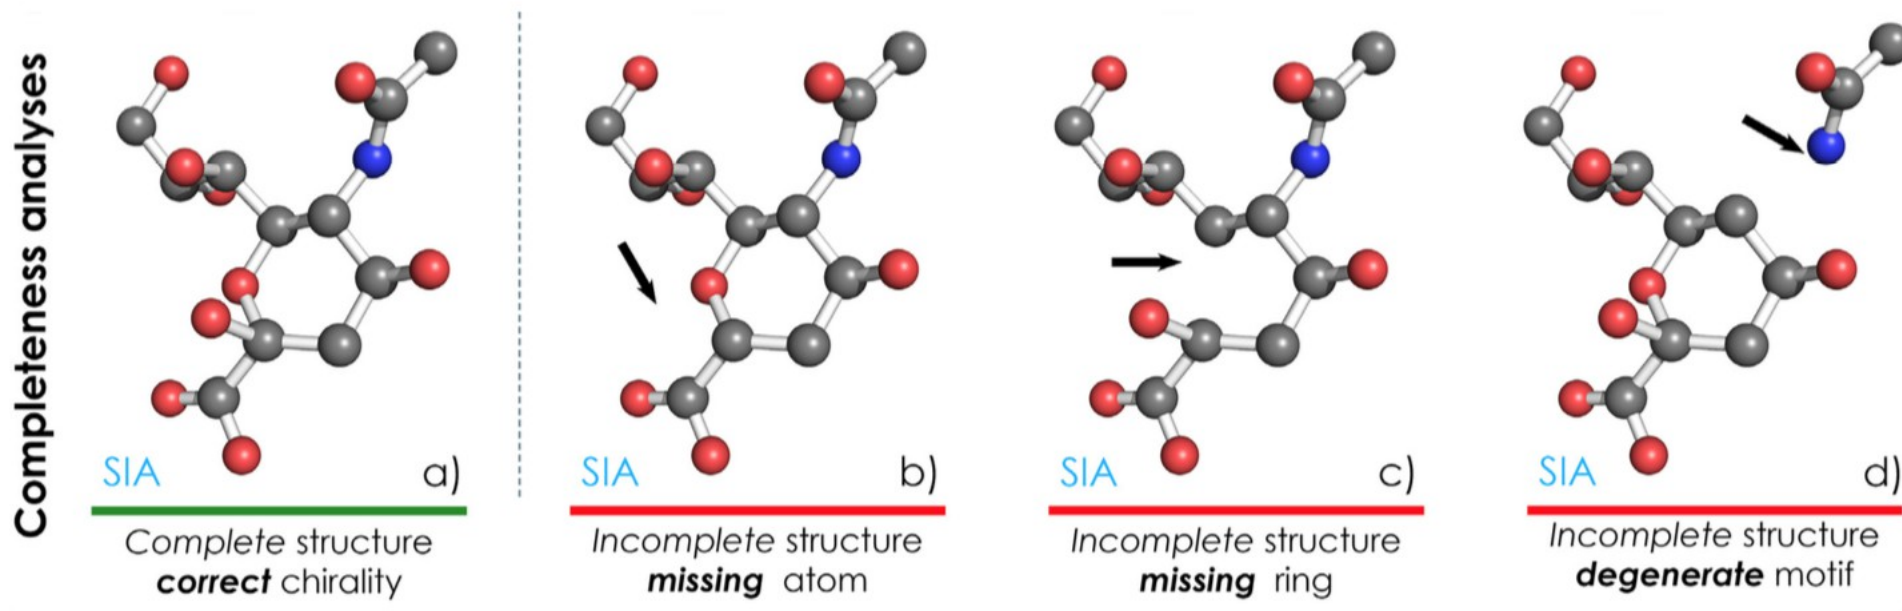 Completeness analyses
SIA
a)
Complete structure
correct chirality
SIA
b)
Incomplete structure
missing atom
SIA
c)
Incomplete structure
missing ring
SIA
d)
Incomplete structure
degenerate motif